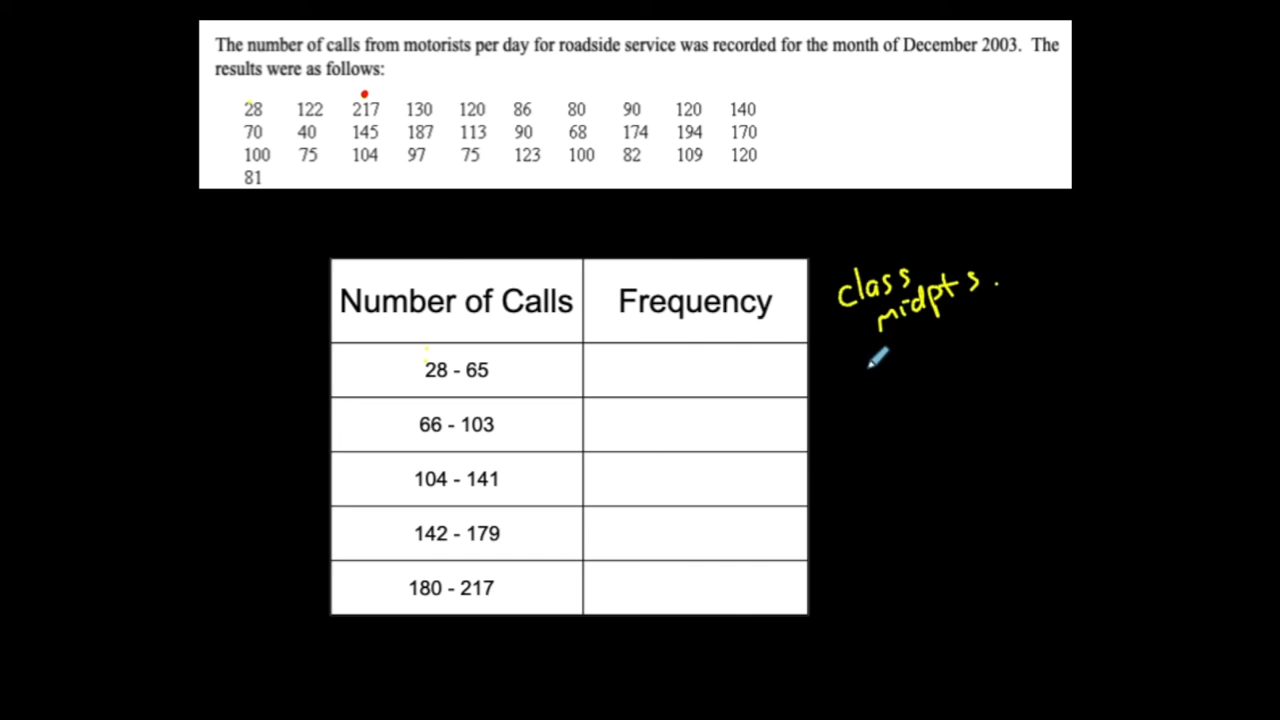 The number of calls from motorists per day for roadside service was recorded for the month of December 2003. The
results were as follows:
28 122 217 130 120 86 80 90 120 140
70 40 145 187 113 90 68 174 194 170
100 75 104 97 75 123 100 82 109 120
81
Number of Calls Frequency
28 - 65
66 - 103
104 - 141
142 - 179
180 - 217
class
midpts.